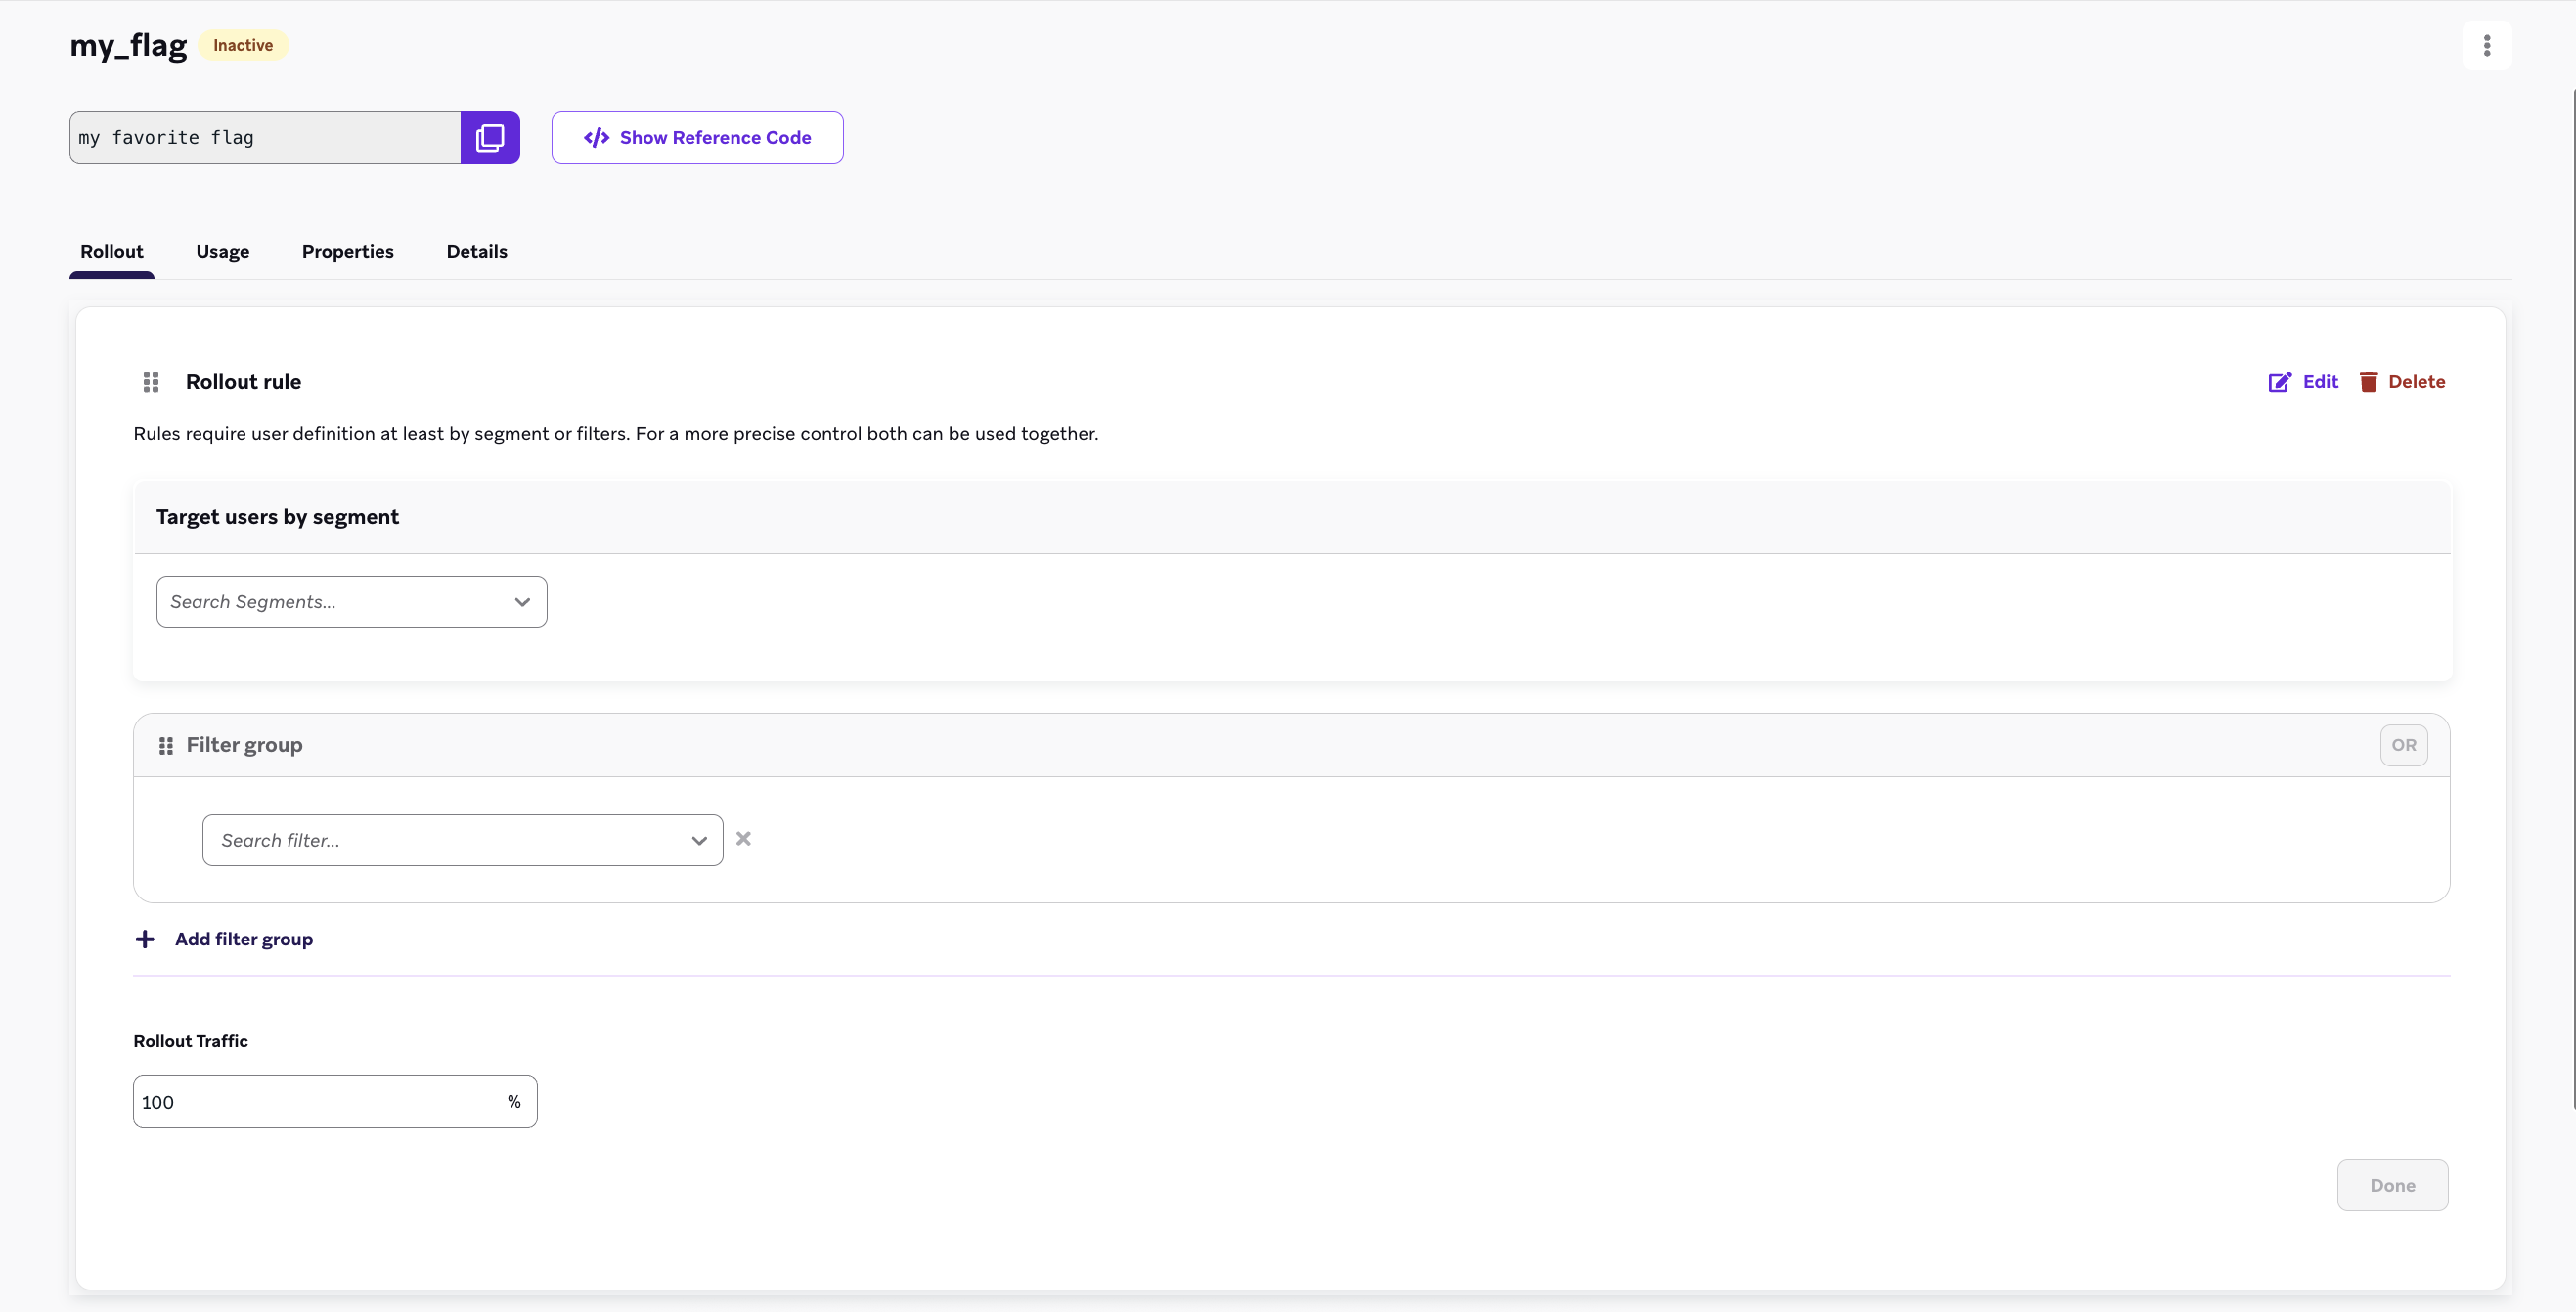 my_flag Inactive
my favorite flag
Show Reference Code
Rollout Usage Properties Details
Rollout rule
Edit Delete
Rules require user definition at least by segment or filters. For a more precise control both can be used together.
Target users by segment
Search Segments...
Filter group
OR
Search filter...
Add filter group
Rollout Traffic
100 %
Done